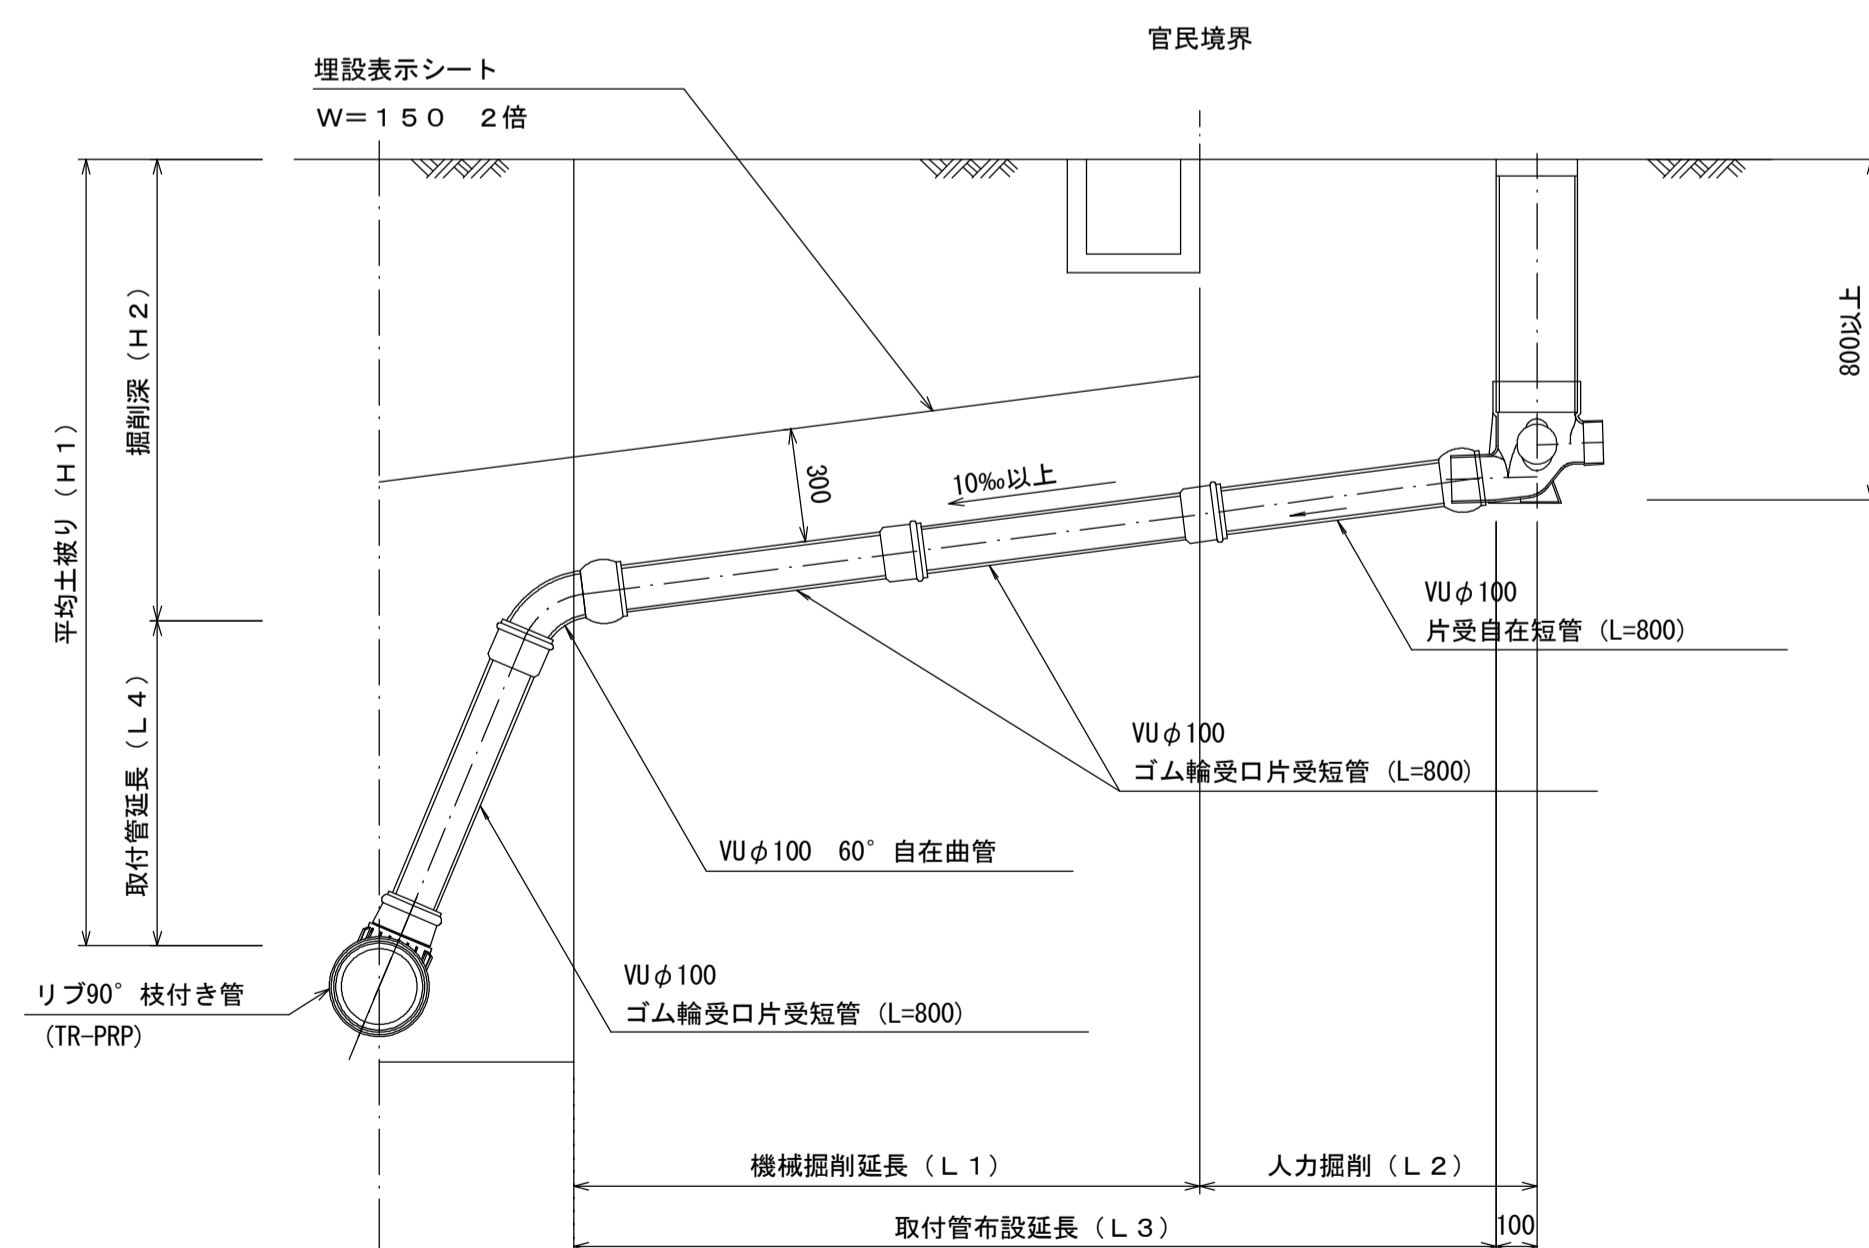 官民境界
埋設表示シート
W=150 2倍
掘削深(H2)
800以上
平均土被り(H1)
300
10‰以上
VUφ100
片受自在短管 (L=800)
取付管延長(L4)
VUφ100
ゴム輪受口片受短管 (L=800)
VUφ100 60°自在曲管
VUφ100
ゴム輪受口片受短管 (L=800)
リブ90°枝付き管
(TR-PRP)
機械掘削延長(L1)
人力掘削(L2)
取付管布設延長(L3)
100